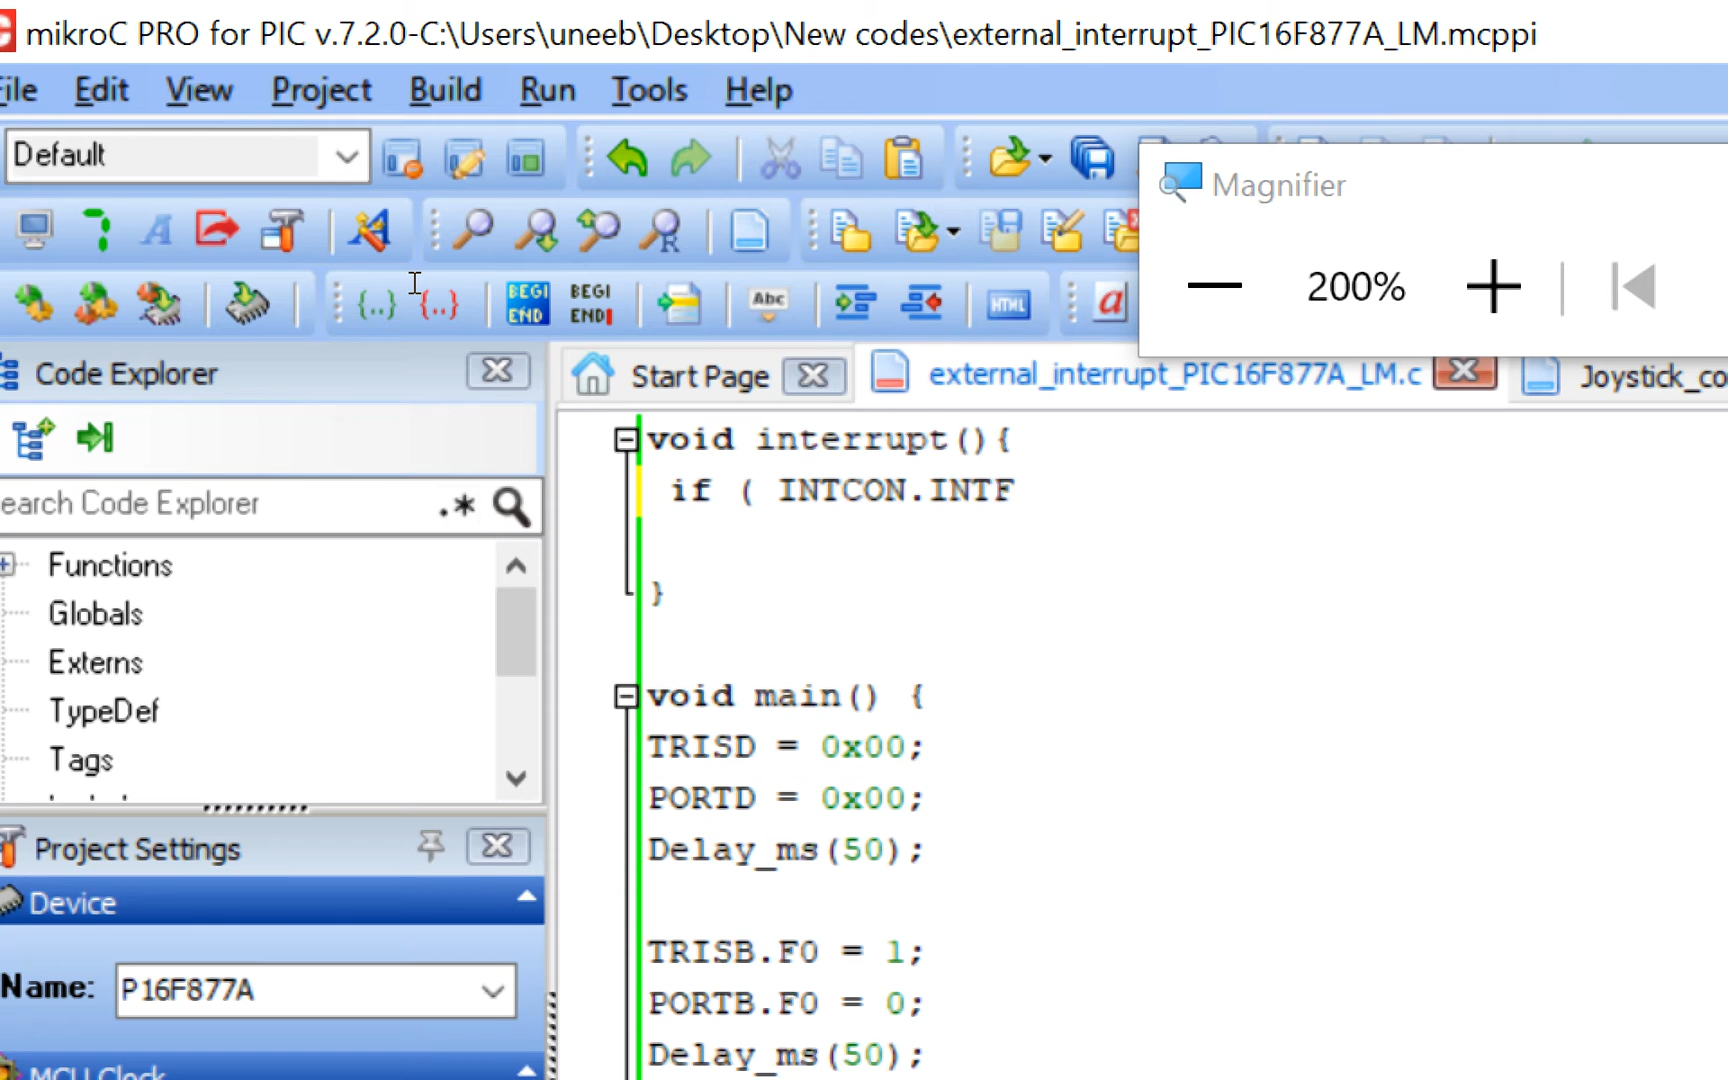 mikroC PRO for PIC v.7.2.0-C:\Users\uneeb\Desktop\New codes\external_interrupt_PIC16F877A_LM.mcppi
File Edit View Project Build Run Tools Help
Default
Magnifier
A
R
200%
{..} {..} BEGI END BEGI END Abc HTML a
Code Explorer
Start Page external_interrupt_PIC16F877A_LM.c Joystick_co
earch Code Explorer .*
Functions
Globals
Externs
TypeDef
Tags
Project Settings
Device
Name: P16F877A
MCU Clock
void interrupt(){
if ( INTCON.INTF
}
void main() {
TRISD = 0x00;
PORTD = 0x00;
Delay_ms(50);
TRISB.F0 = 1;
PORTB.F0 = 0;
Delay_ms(50);